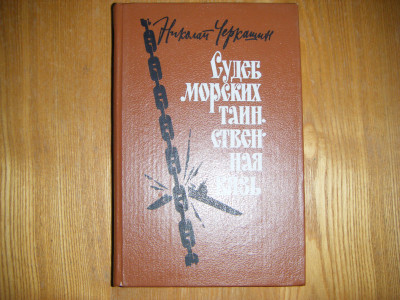 Николай Черкашин
Судеб
морских
таин-
ствен-
ная
вязь